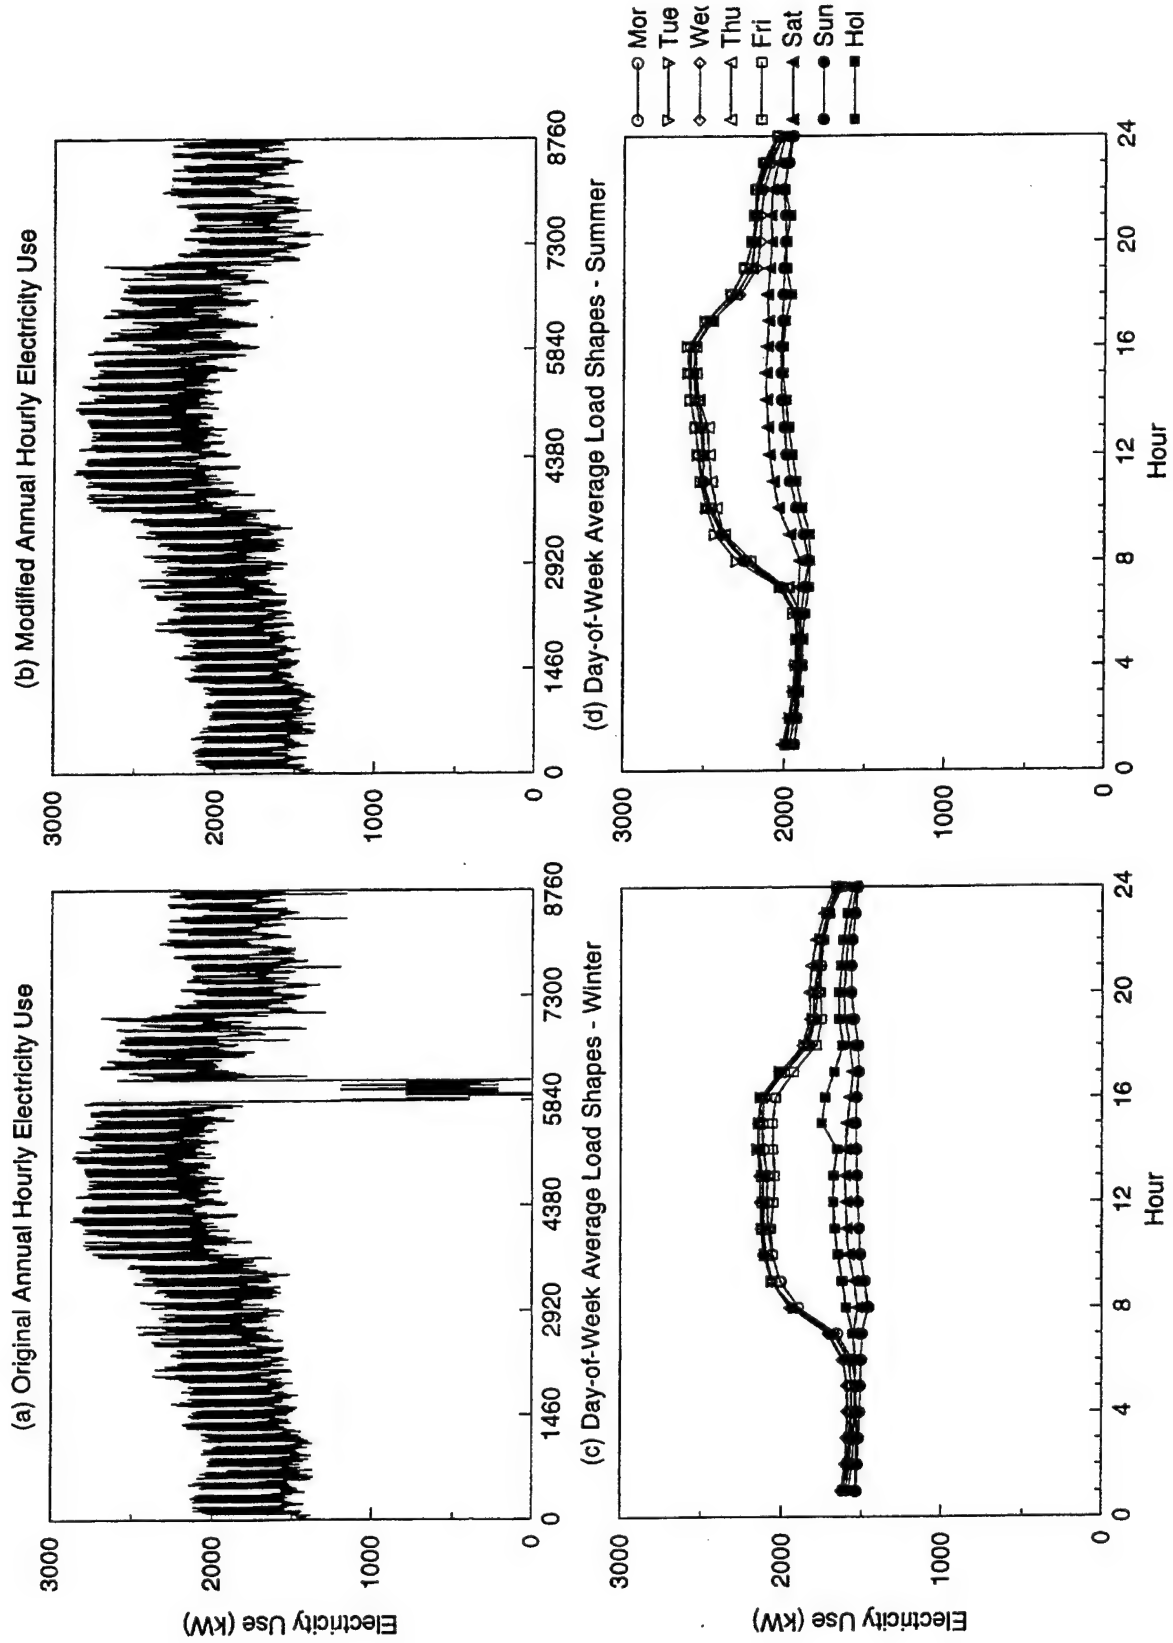 (a) Original Annual Hourly Electricity Use
3000
2000
1000
Electricity Use (kW)
0 1460 2920 4380 5840 7300 8760
(b) Modified Annual Hourly Electricity Use
3000
2000
1000
0
0 1460 2920 4380 5840 7300 8760
(c) Day-of-Week Average Load Shapes - Winter
3000
2000
1000
0
Electricity Use (kW)
0 4 8 12 16 20 24
Hour
(d) Day-of-Week Average Load Shapes - Summer
3000
2000
1000
0
0 4 8 12 16 20 24
Hour
Mor
Tue
Wec
Thu
Fri
Sat
Sun
Hol